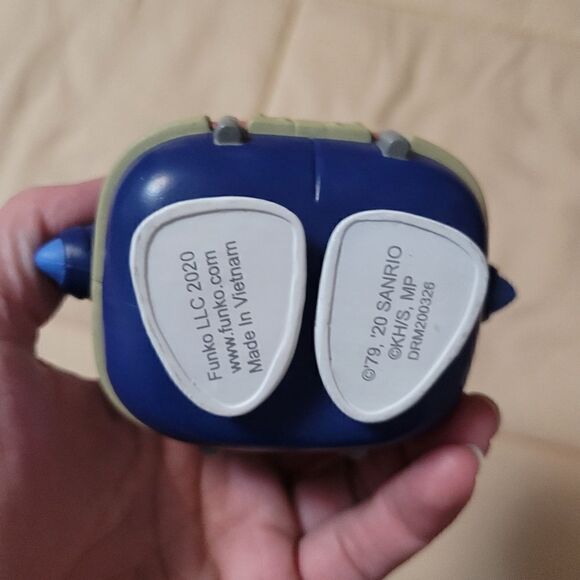 Funko LLC 2020
www.funko.com
Made In Vietnam
©'79, '20 SANRIO
©KH/S, MP
DRM200326